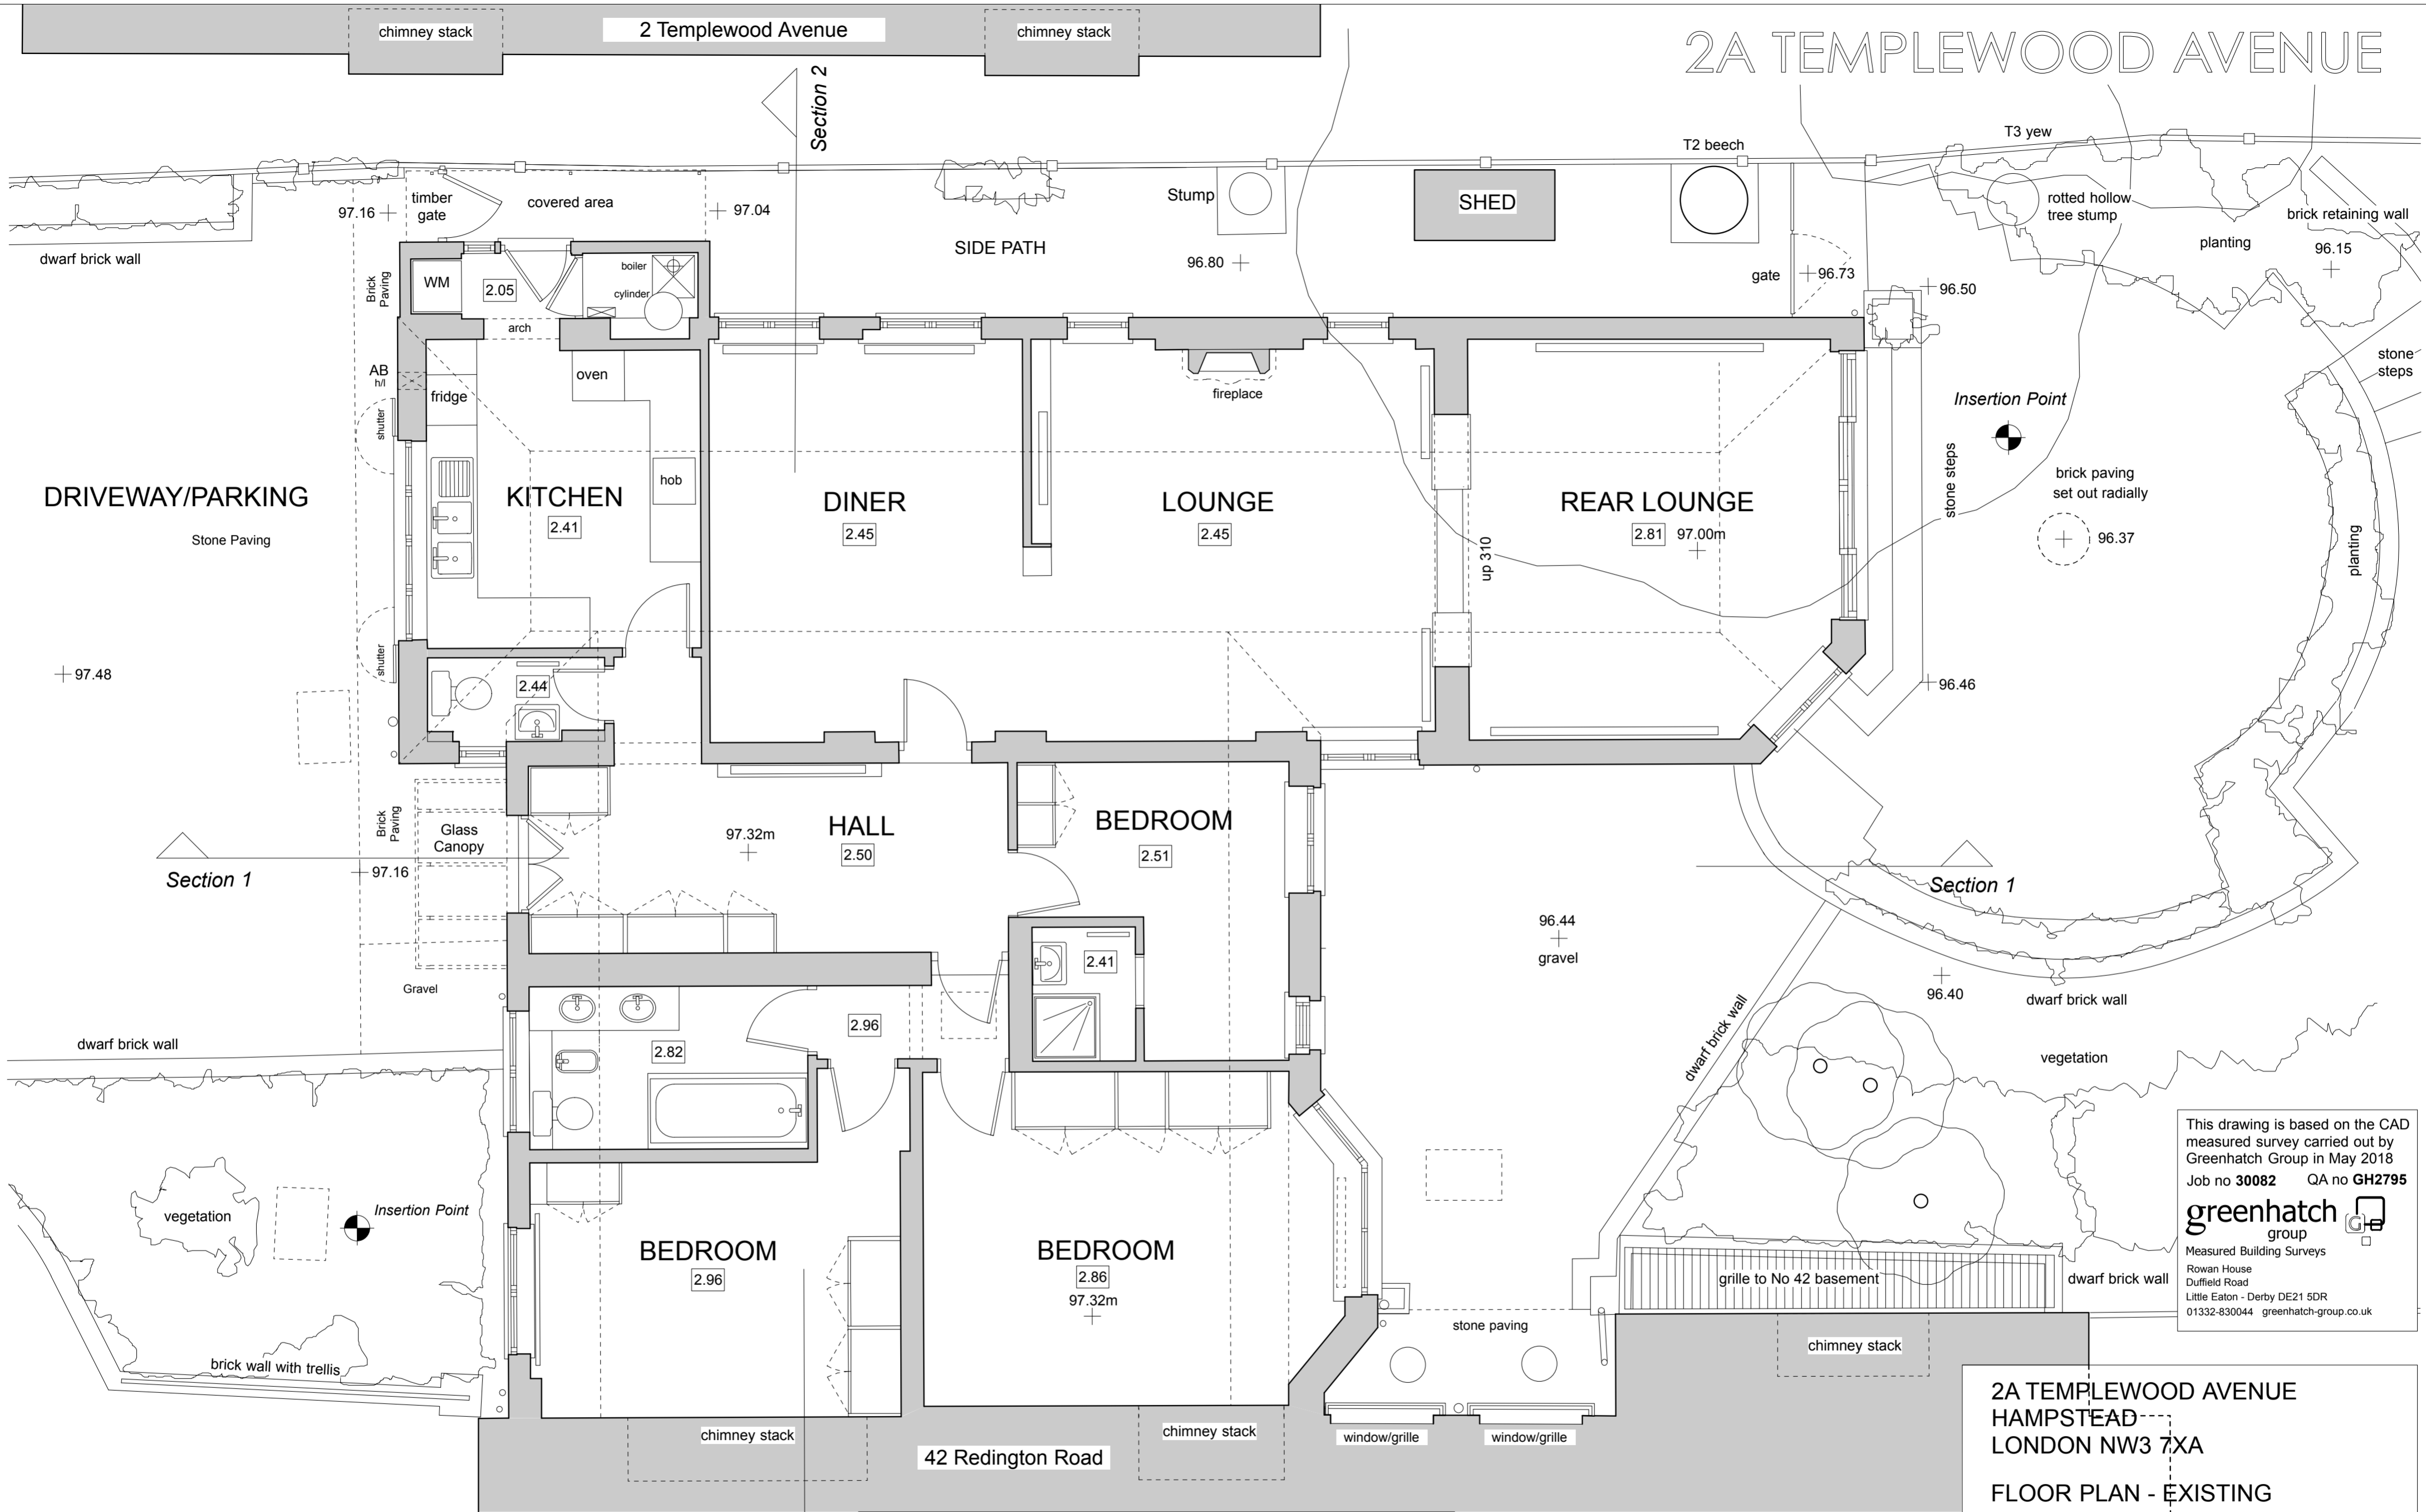 chimney stack
2 Templewood Avenue
chimney stack
2A TEMPLEWOOD AVENUE
Section 2
T3 yew
T2 beech
timber
gate
covered area
97.16
97.04
Stump
SHED
rotted hollow
tree stump
brick retaining wall
planting
96.15
dwarf brick wall
SIDE PATH
96.80
gate
96.73
96.50
Brick
Paving
WM
2.05
boiler
cylinder
arch
AB
h/l
fridge
oven
shutter
fireplace
stone
steps
Insertion Point
hob
stone steps
brick paving
set out radially
DRIVEWAY/PARKING
Stone Paving
KITCHEN
2.41
DINER
2.45
LOUNGE
2.45
REAR LOUNGE
2.81
97.00m
up 310
96.37
planting
97.48
shutter
2.44
96.46
Brick
Paving
Glass
Canopy
97.32m
HALL
2.50
BEDROOM
2.51
Section 1
97.16
Section 1
96.44
gravel
2.41
Gravel
96.40
dwarf brick wall
dwarf brick wall
2.96
2.82
dwarf brick wall
vegetation
vegetation
Insertion Point
BEDROOM
2.96
BEDROOM
2.86
97.32m
grille to No 42 basement
dwarf brick wall
stone paving
chimney stack
brick wall with trellis
chimney stack
chimney stack
42 Redington Road
window/grille
window/grille
This drawing is based on the CAD
measured survey carried out by
Greenhatch Group in May 2018
Job no 30082 QA no GH2795
greenhatch
group
G
Measured Building Surveys
Rowan House
Duffield Road
Little Eaton - Derby DE21 5DR
01332-830044 greenhatch-group.co.uk
2A TEMPLEWOOD AVENUE
HAMPSTEAD
LONDON NW3 7XA
FLOOR PLAN - EXISTING